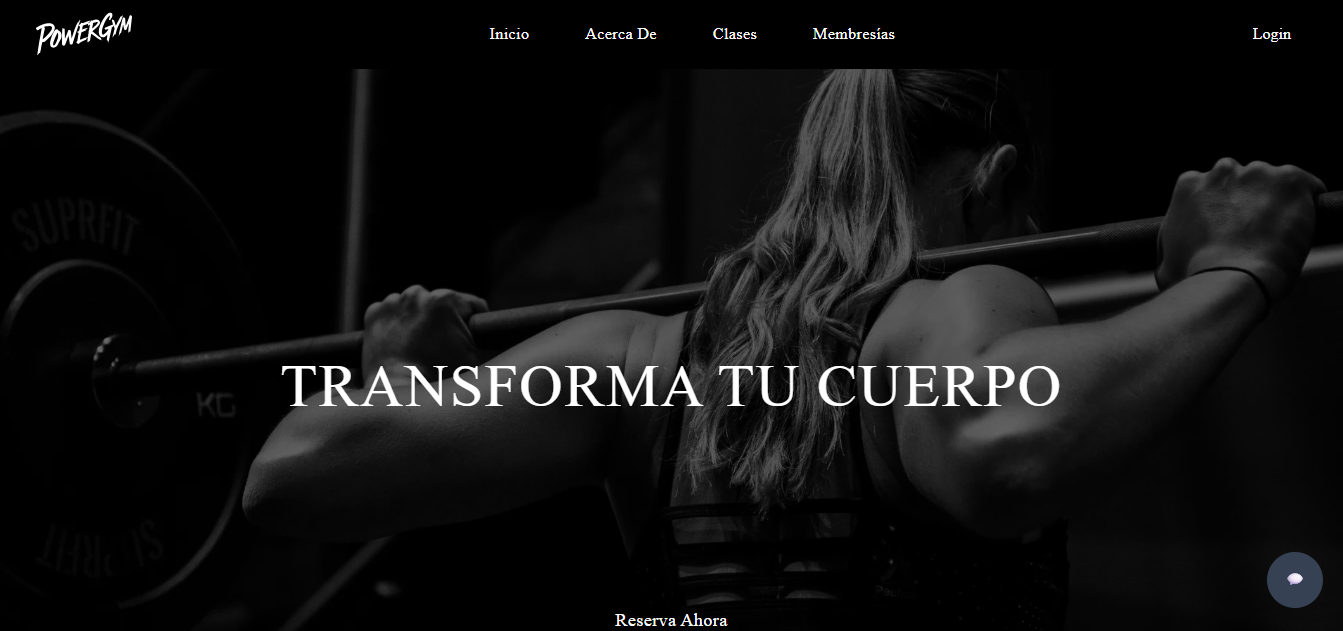 POWERGYM
Inicio Acerca De Clases Membresías Login
SUPRFIT
TRANSFORMA TU CUERPO
KG
SUPRFIT
Reserva Ahora